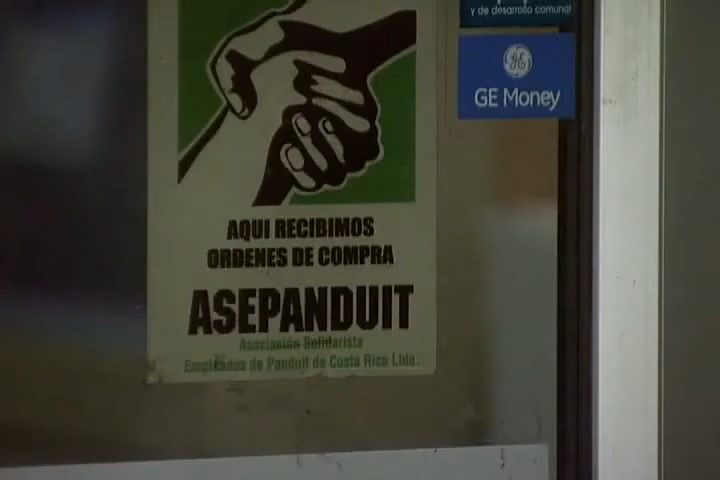 y de desarrollo comunal
GE
GE Money
AQUI RECIBIMOS
ORDENES DE COMPRA
ASEPANDUIT
Asociación Solidarista
Empleados de Panduit de Costa Rica Ltda.